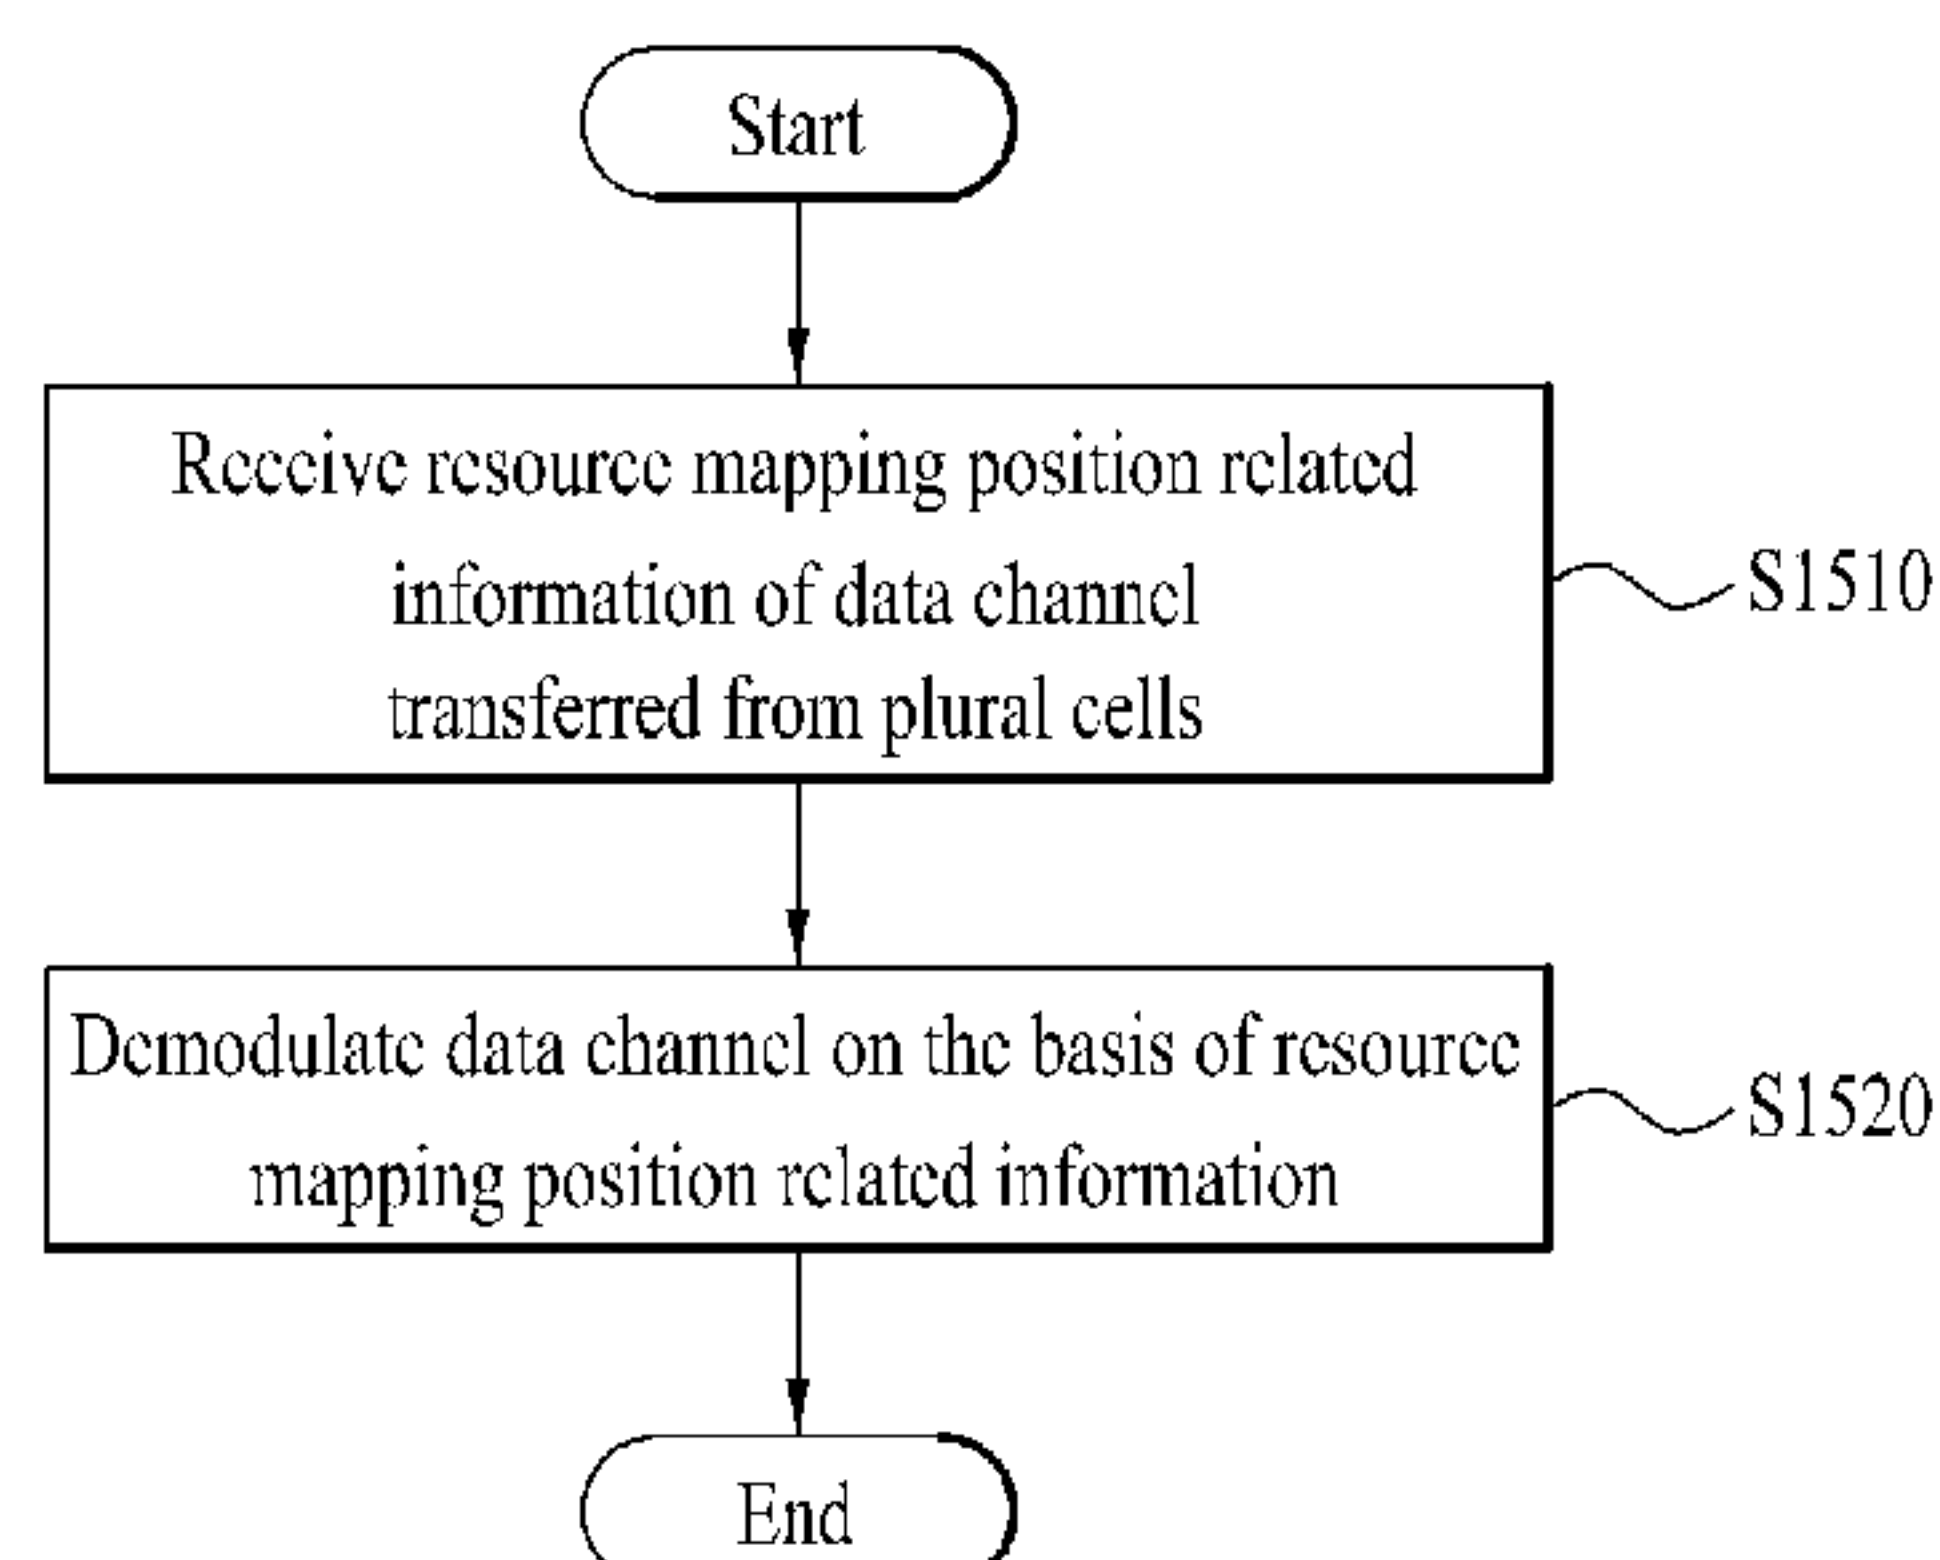 Start
Receive resource mapping position related
information of data channel
transferred from plural cells
S1510
Demodulate data channel on the basis of resource
mapping position related information
S1520
End